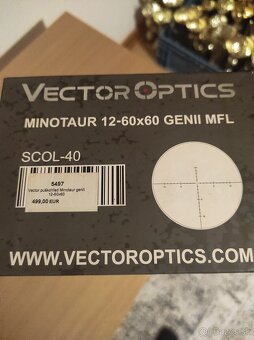 VECTOR OPTICS
MINOTAUR 12-60x60 GENII MFL
SCOL-40
5497
Vector puškohľad Minotaur genII
12-60x60
499,00 EUR
WWW.VECTOROPTICS.COM